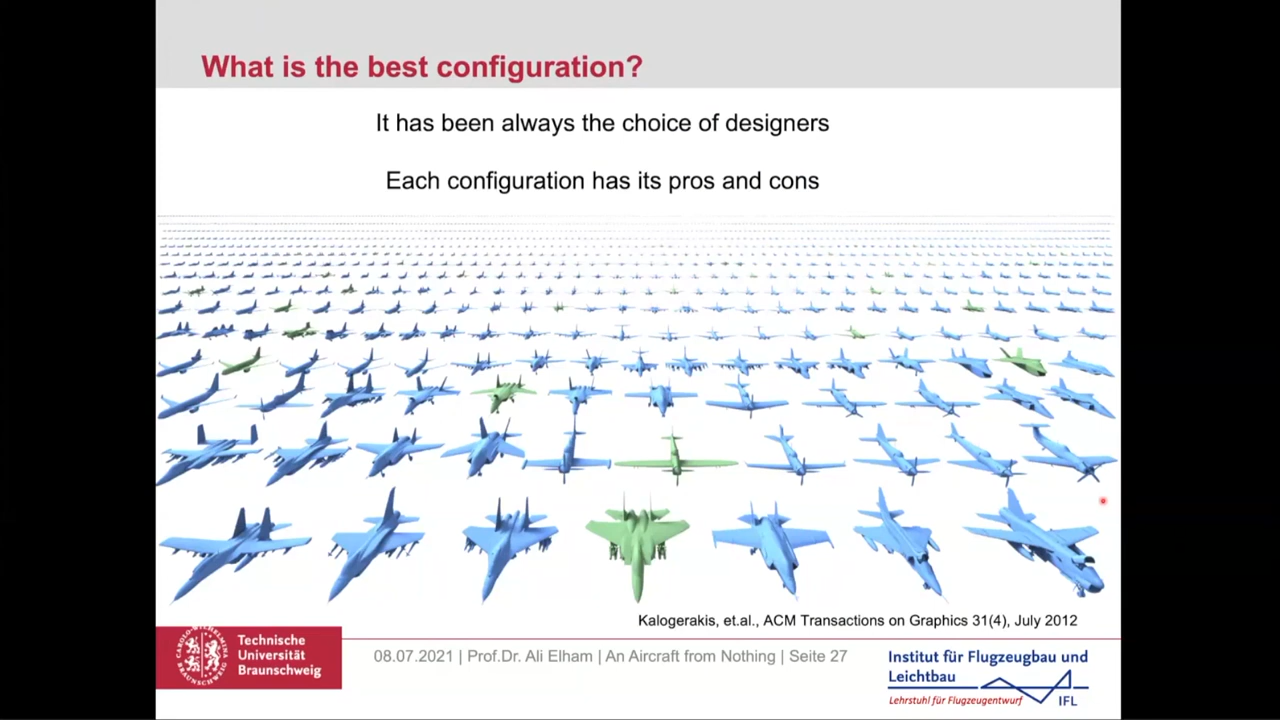 What is the best configuration?
It has been always the choice of designers
Each configuration has its pros and cons
Kalogerakis, et.al., ACM Transactions on Graphics 31(4), July 2012
Technische
Universität
Braunschweig
08.07.2021 | Prof.Dr. Ali Elham | An Aircraft from Nothing | Seite 27
Institut für Flugzeugbau und
Leichtbau
Lehrstuhl für Flugzeugentwurf
IFL